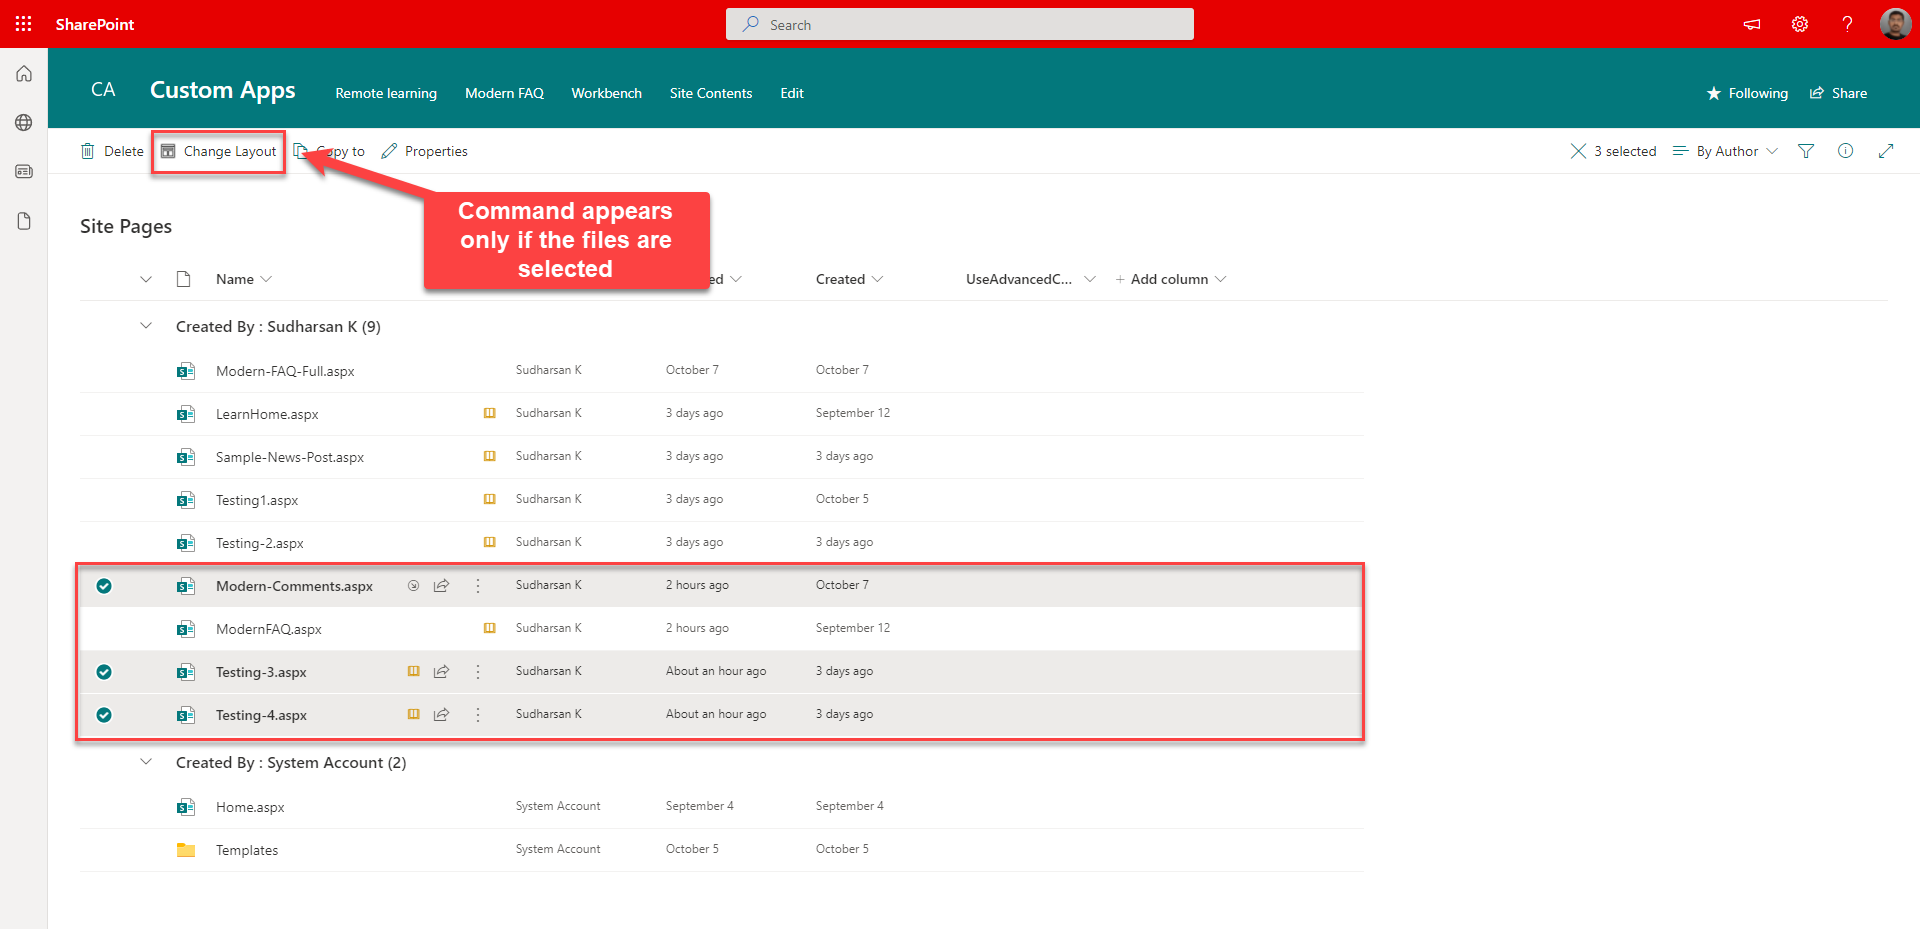 SharePoint
Search
CA
Custom Apps
Remote learning
Modern FAQ
Workbench
Site Contents
Edit
Following
Share
Delete
Change Layout
Copy to
Properties
3 selected
By Author
Command appears
only if the files are
selected
Site Pages
Name
ed
Created
UseAdvancedC...
+ Add column
Created By : Sudharsan K (9)
Modern-FAQ-Full.aspx Sudharsan K October 7 October 7
LearnHome.aspx Sudharsan K 3 days ago September 12
Sample-News-Post.aspx Sudharsan K 3 days ago 3 days ago
Testing1.aspx Sudharsan K 3 days ago October 5
Testing-2.aspx Sudharsan K 3 days ago 3 days ago
Modern-Comments.aspx Sudharsan K 2 hours ago October 7
ModernFAQ.aspx Sudharsan K 2 hours ago September 12
Testing-3.aspx Sudharsan K About an hour ago 3 days ago
Testing-4.aspx Sudharsan K About an hour ago 3 days ago
Created By : System Account (2)
Home.aspx System Account September 4 September 4
Templates System Account October 5 October 5